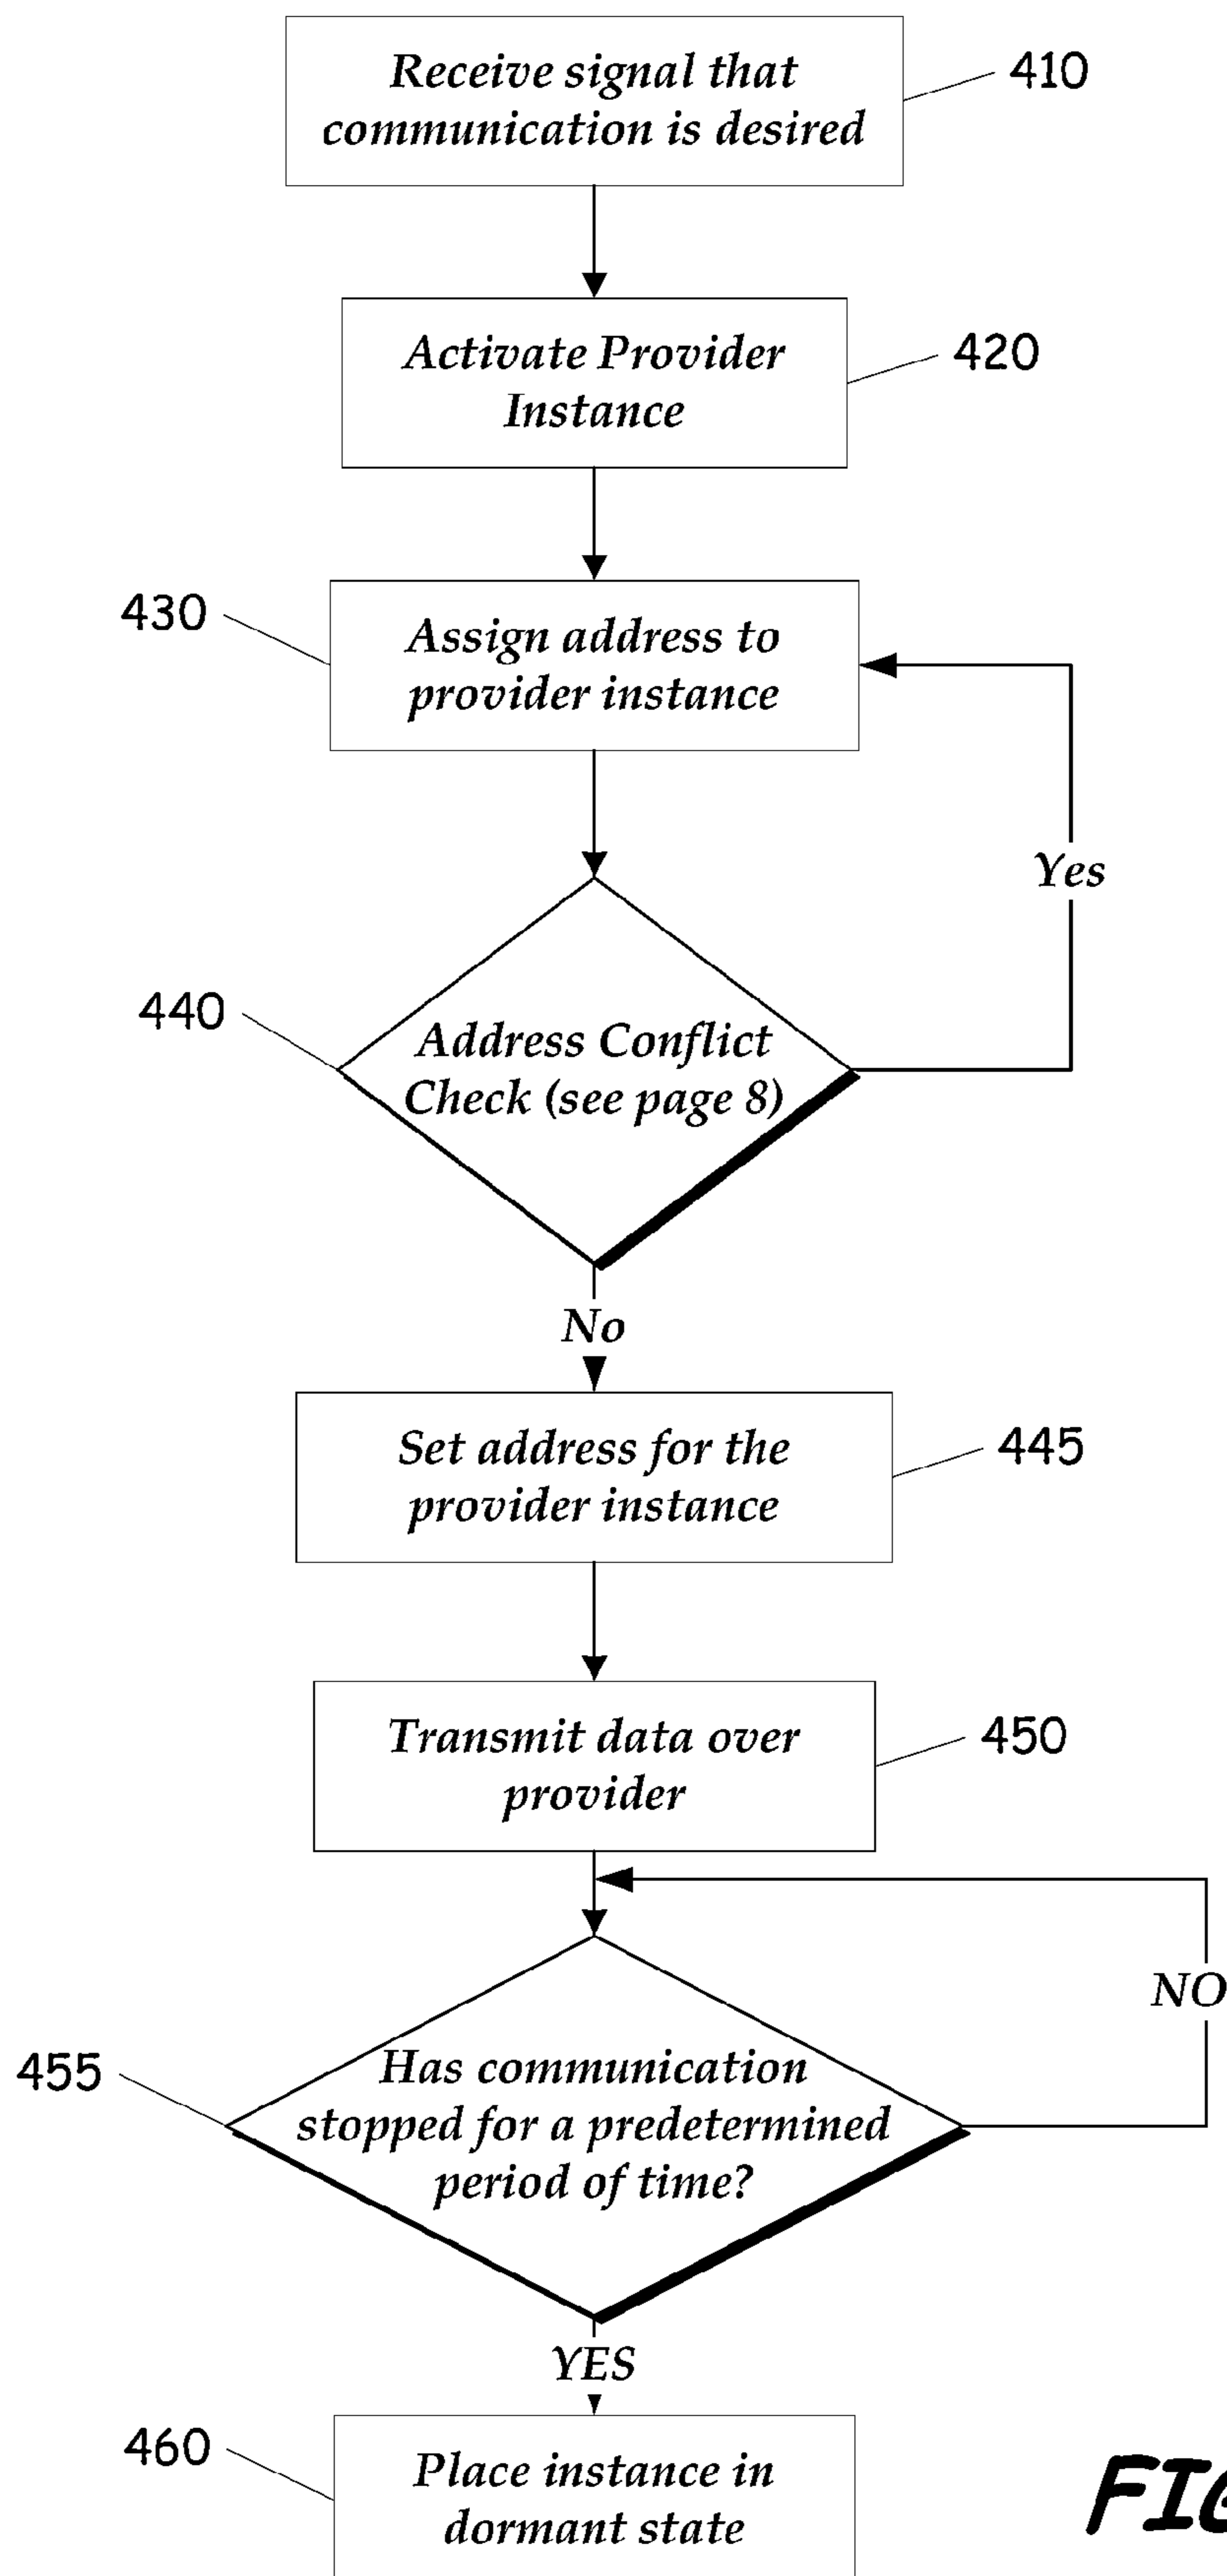 Receive signal that
communication is desired
410
Activate Provider
Instance
420
430
Assign address to
provider instance
Yes
440
Address Conflict
Check (see page 8)
No
Set address for the
provider instance
445
Transmit data over
provider
450
NO
455
Has communication
stopped for a predetermined
period of time?
YES
460
Place instance in
dormant state